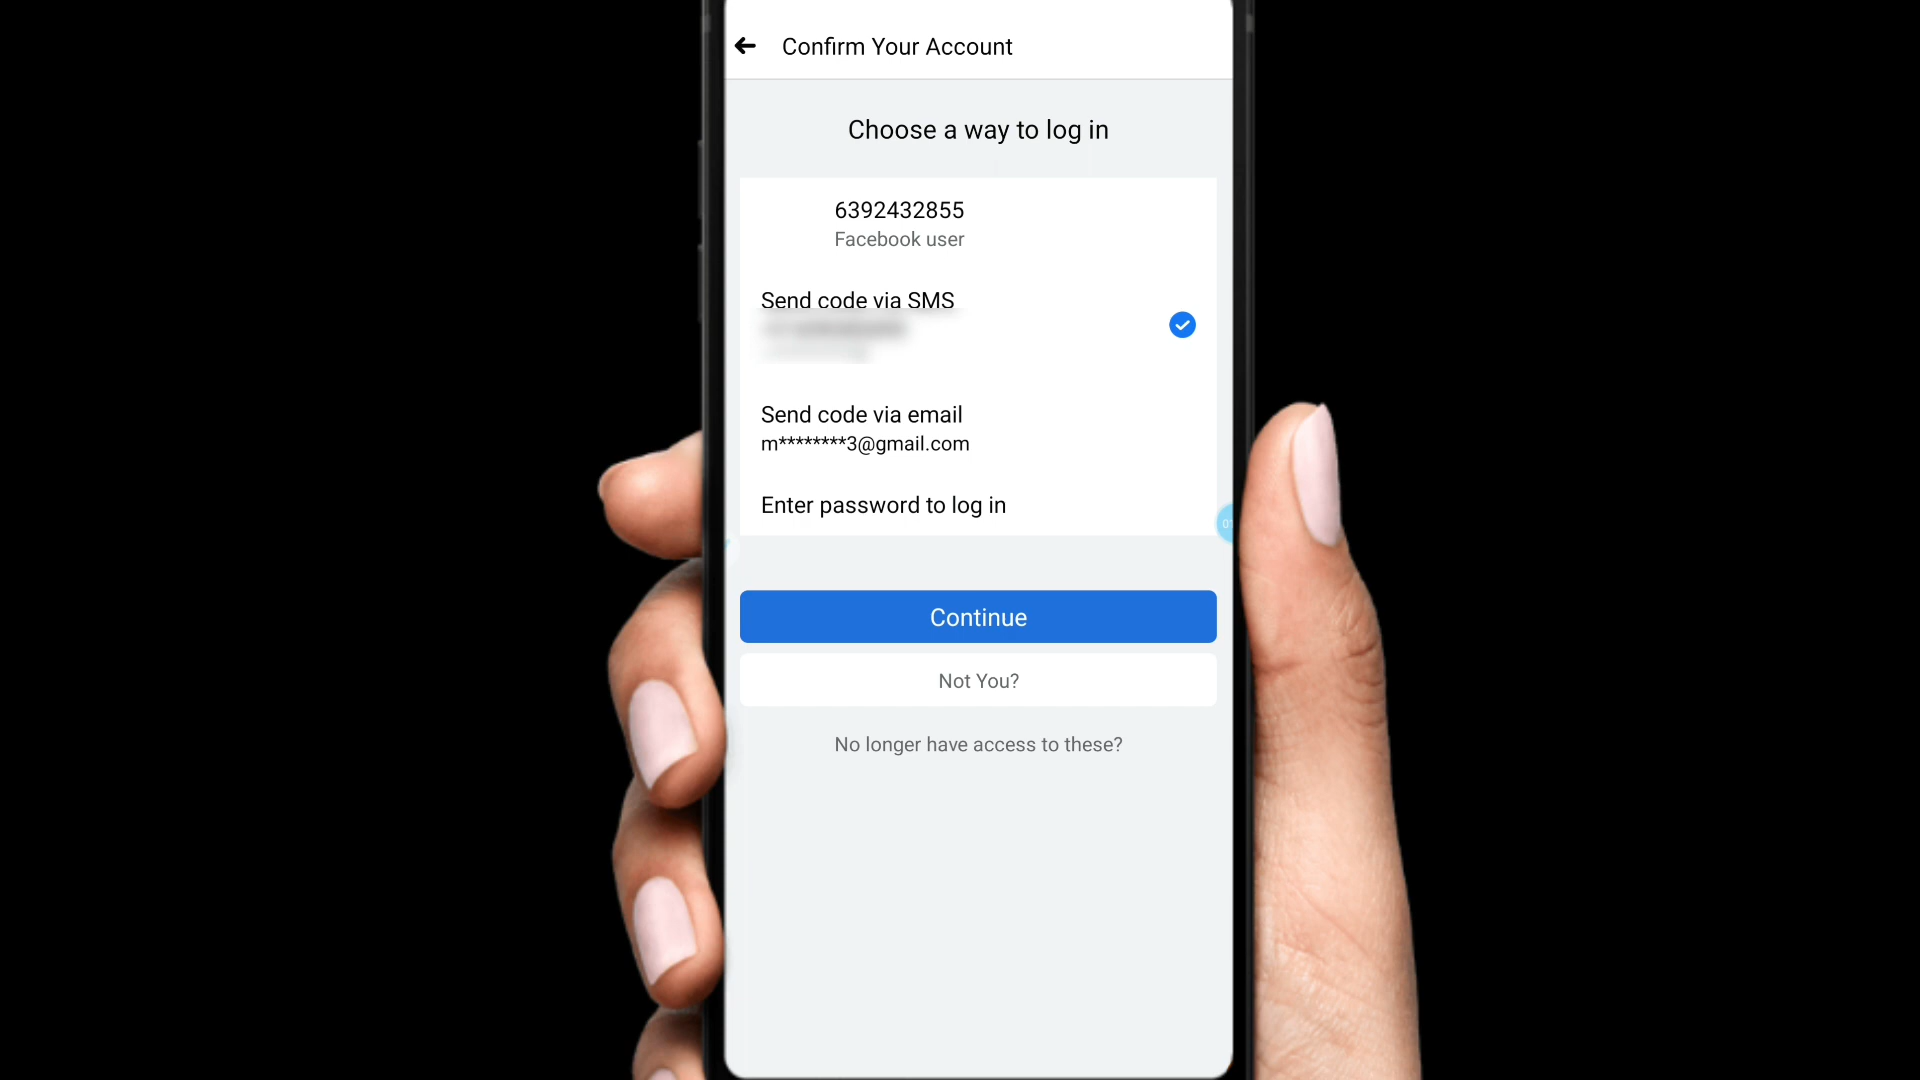 Confirm Your Account
Choose a way to log in
6392432855
Facebook user
Send code via SMS
Send code via email
m********3@gmail.com
Enter password to log in
Continue
Not You?
No longer have access to these?